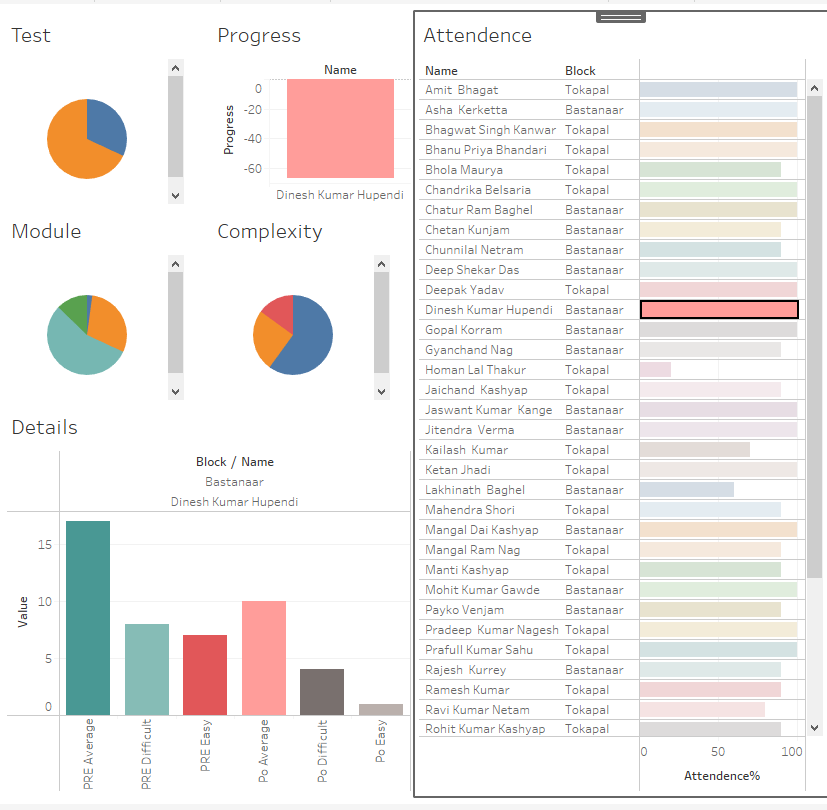 Test
Progress
Name
0
-20
-40
-60
Progress
Dinesh Kumar Hupendi
Module
Complexity
Details
Block / Name
Bastanaar
Dinesh Kumar Hupendi
15
10
5
0
Value
PRE Average
PRE Difficult
PRE Easy
Po Average
Po Difficult
Po Easy
Attendence
Name Block
Amit Bhagat Tokapal
Asha Kerketta Bastanaar
Bhagwat Singh Kanwar Tokapal
Bhanu Priya Bhandari Tokapal
Bhola Maurya Tokapal
Chandrika Belsaria Tokapal
Chatur Ram Baghel Bastanaar
Chetan Kunjam Bastanaar
Chunnilal Netram Bastanaar
Deep Shekar Das Bastanaar
Deepak Yadav Tokapal
Dinesh Kumar Hupendi Bastanaar
Gopal Korram Bastanaar
Gyanchand Nag Bastanaar
Homan Lal Thakur Tokapal
Jaichand Kashyap Tokapal
Jaswant Kumar Kange Bastanaar
Jitendra Verma Bastanaar
Kailash Kumar Tokapal
Ketan Jhadi Tokapal
Lakhinath Baghel Bastanaar
Mahendra Shori Tokapal
Mangal Dai Kashyap Bastanaar
Mangal Ram Nag Tokapal
Manti Kashyap Tokapal
Mohit Kumar Gawde Bastanaar
Payko Venjam Bastanaar
Pradeep Kumar Nagesh Tokapal
Prafull Kumar Sahu Tokapal
Rajesh Kurrey Bastanaar
Ramesh Kumar Tokapal
Ravi Kumar Netam Tokapal
Rohit Kumar Kashyap Tokapal
0 50 100
Attendence%